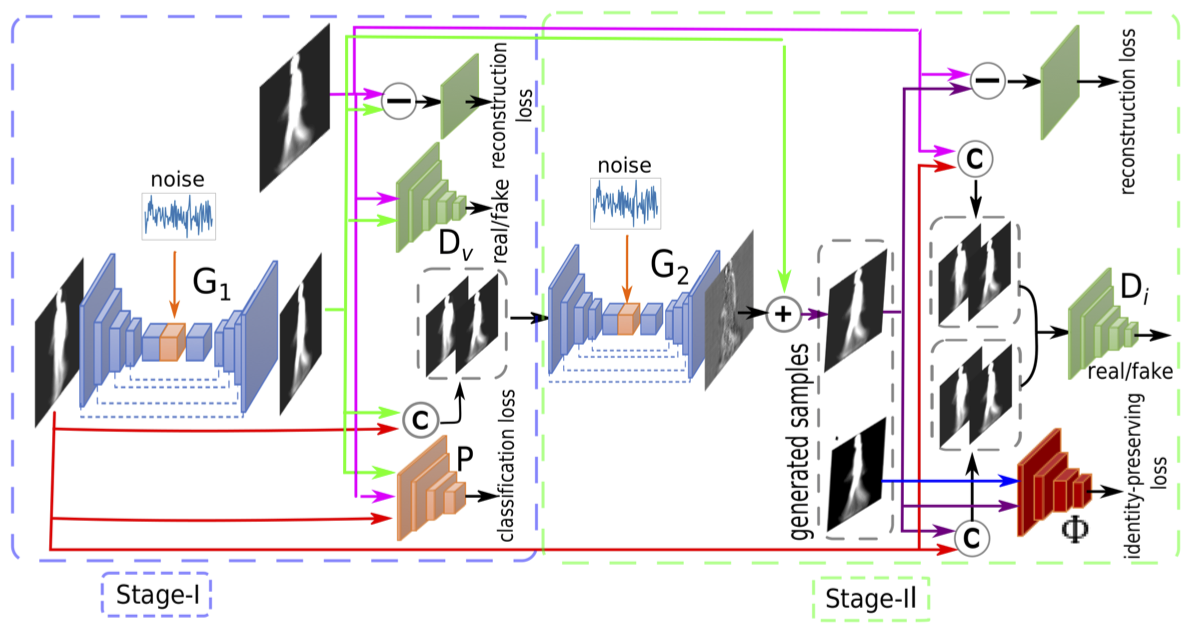 reconstruction
loss
reconstruction loss
noise
real/fake
D_v
C
noise
G_1
G_2
D_i
real/fake
generated samples
C
P
classification loss
identity-preserving
loss
C
Φ
Stage-I
Stage-II